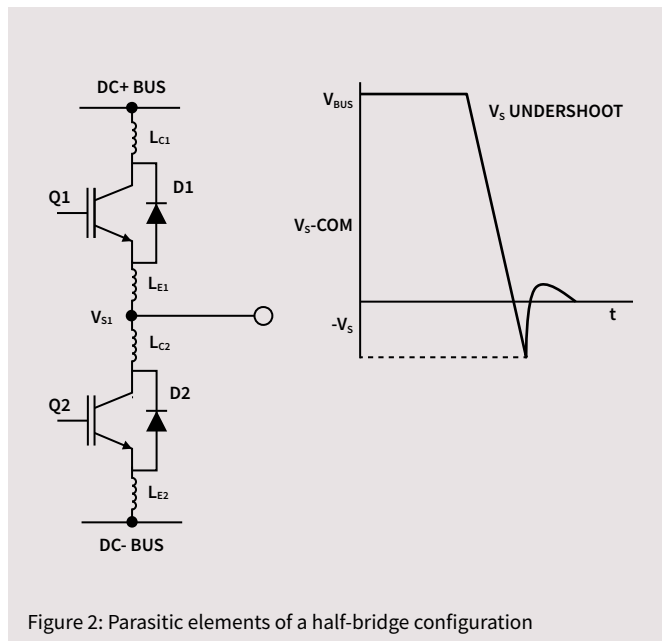 DC+ BUS
LC1
Q1
D1
LE1
VS1
LC2
Q2
D2
LE2
DC- BUS
VBUS
VS UNDERSHOOT
VS-COM
-VS
t
Figure 2: Parasitic elements of a half-bridge configuration